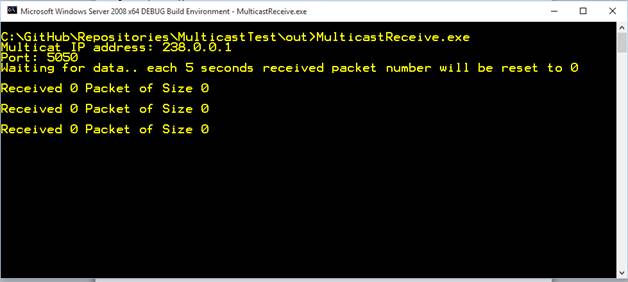 Microsoft Windows Server 2008 x64 DEBUG Build Environment - MulticastReceive.exe
C:\GitHub\Repositories\MulticastTest\out>MulticastReceive.exe
Multicat IP address: 238.0.0.1
Port: 5050
Waiting for data.. each 5 seconds received packet number will be reset to 0
Received 0 Packet of Size 0
Received 0 Packet of Size 0
Received 0 Packet of Size 0